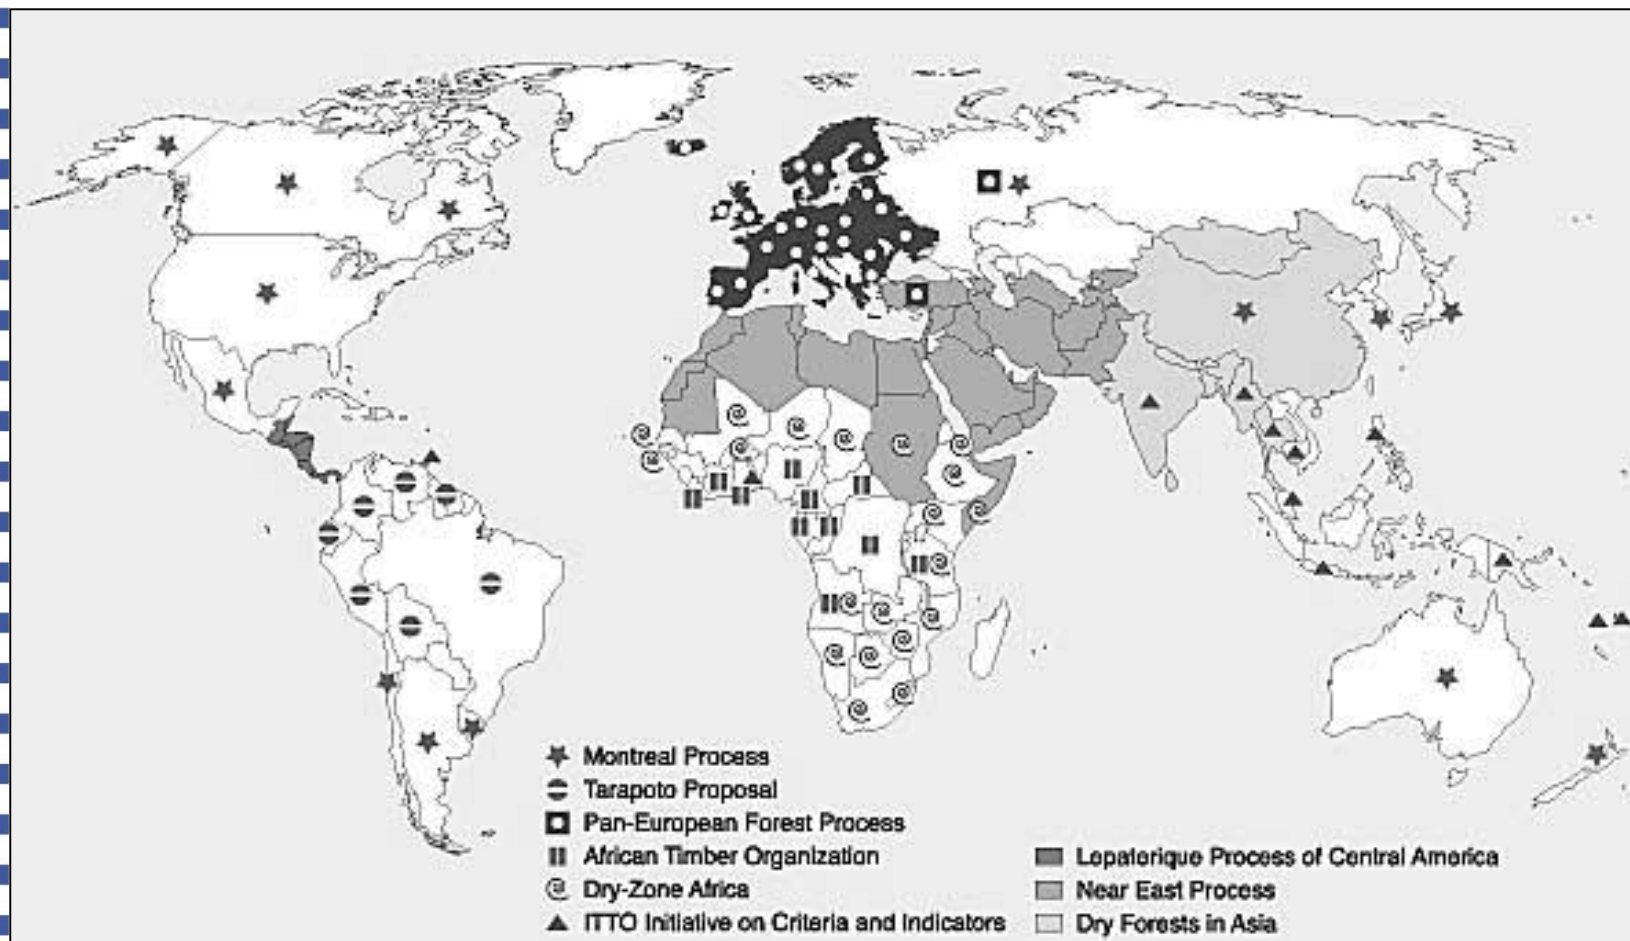 Montreal Process
Tarapoto Proposal
Pan-European Forest Process
African Timber Organization
Dry-Zone Africa
ITTO Initiative on Criteria and Indicators
Lepaterique Process of Central America
Near East Process
Dry Forests in Asia